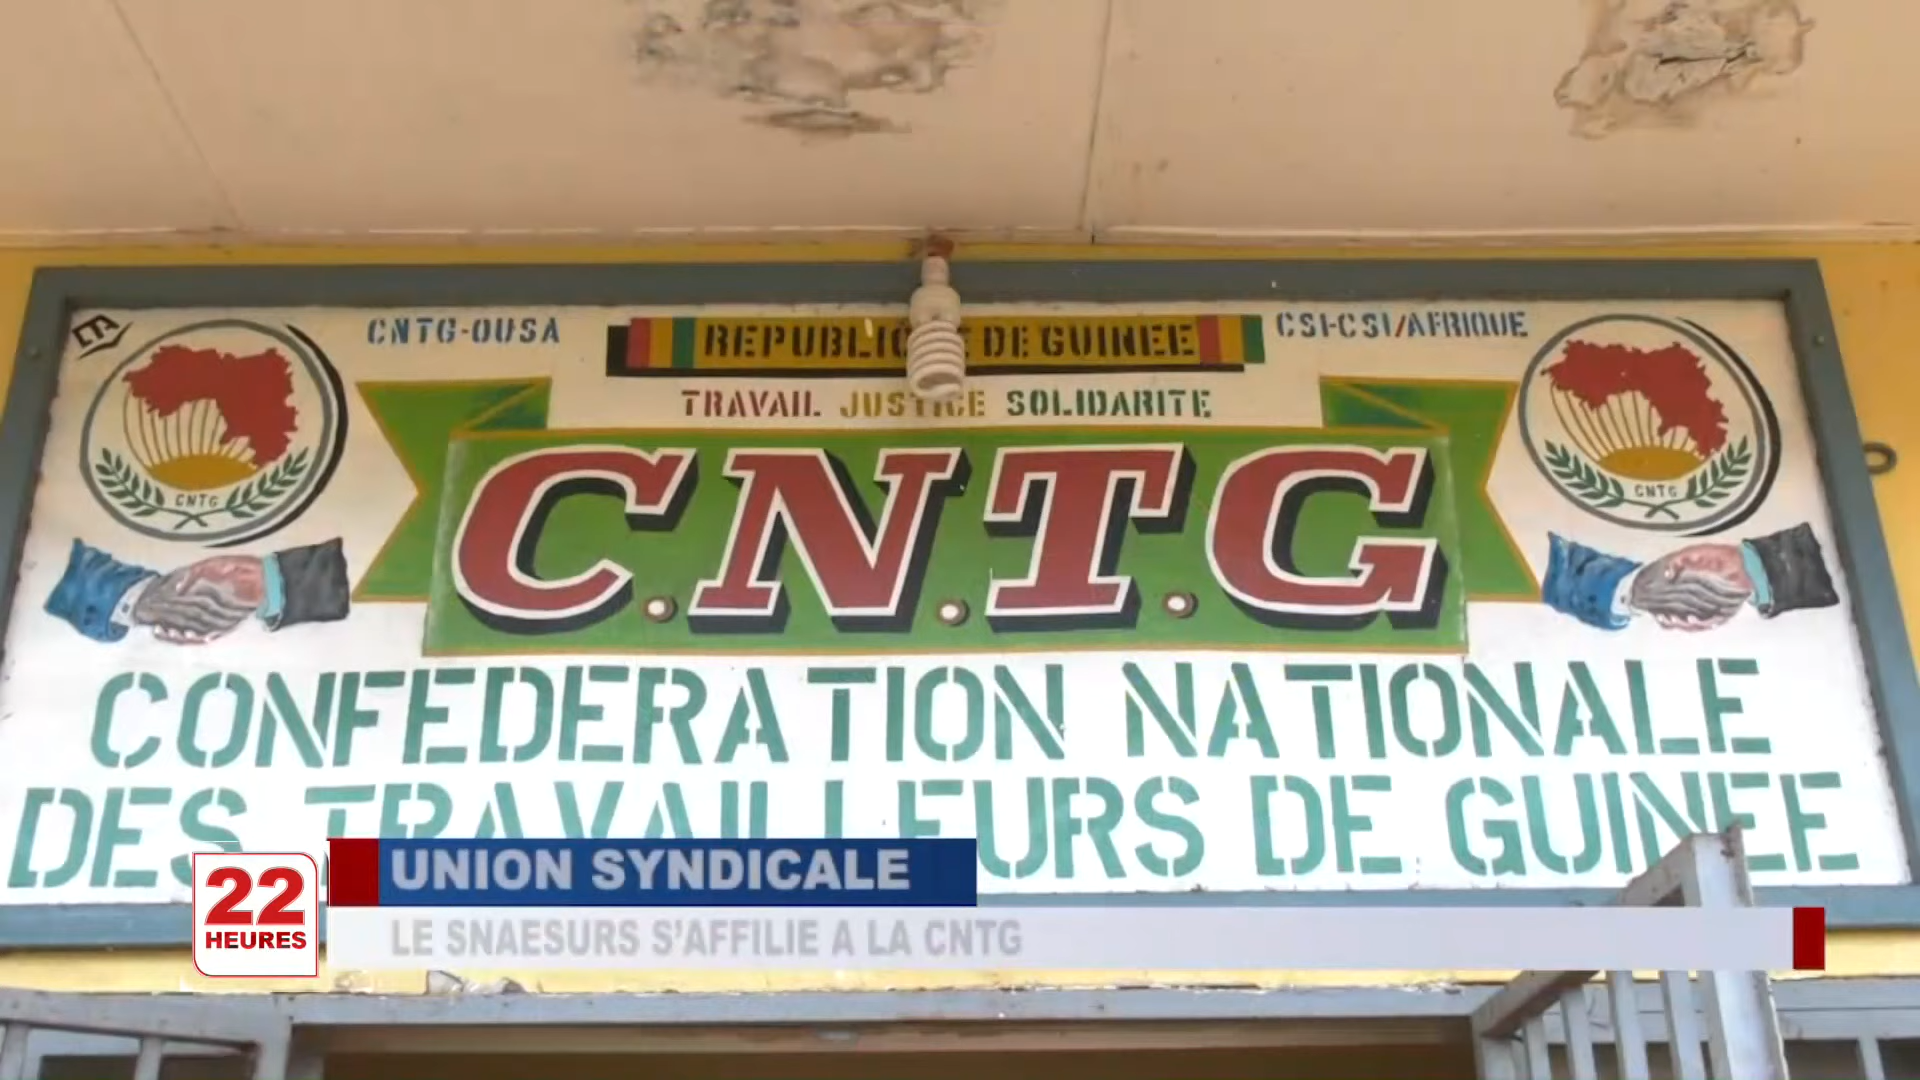 CNTG-OUSA
REPUBLIQUE DE GUINEE
CSI-CSI/AFRIQUE
TRAVAIL JUSTICE SOLIDARITE
CNTG
C.N.T.G
CNTG
CONFEDERATION NATIONALE
DES TRAVAILLEURS DE GUINEE
22
HEURES
UNION SYNDICALE
LE SNAESURS S'AFFILIE A LA CNTG